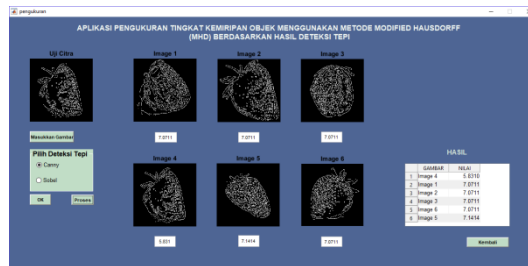 pengukuran
APLIKASI PENGUKURAN TINGKAT KEMIRIPAN OBJEK MENGGUNAKAN METODE MODIFIED HAUSDORFF
(MHD) BERDASARKAN HASIL DETEKSI TEPI
Uji Citra
Image 1
Image 2
Image 3
Masukkan Gambar
7.0711
7.0711
7.0711
Pilih Deteksi Tepi
Canny
Sobel
OK
Proses
Image 4
Image 5
Image 6
5.831
7.1414
7.0711
HASIL
GAMBAR NILAI
1 Image 4 5.8310
2 Image 1 7.0711
3 Image 2 7.0711
4 Image 3 7.0711
5 Image 6 7.0711
6 Image 5 7.1414
Kembali